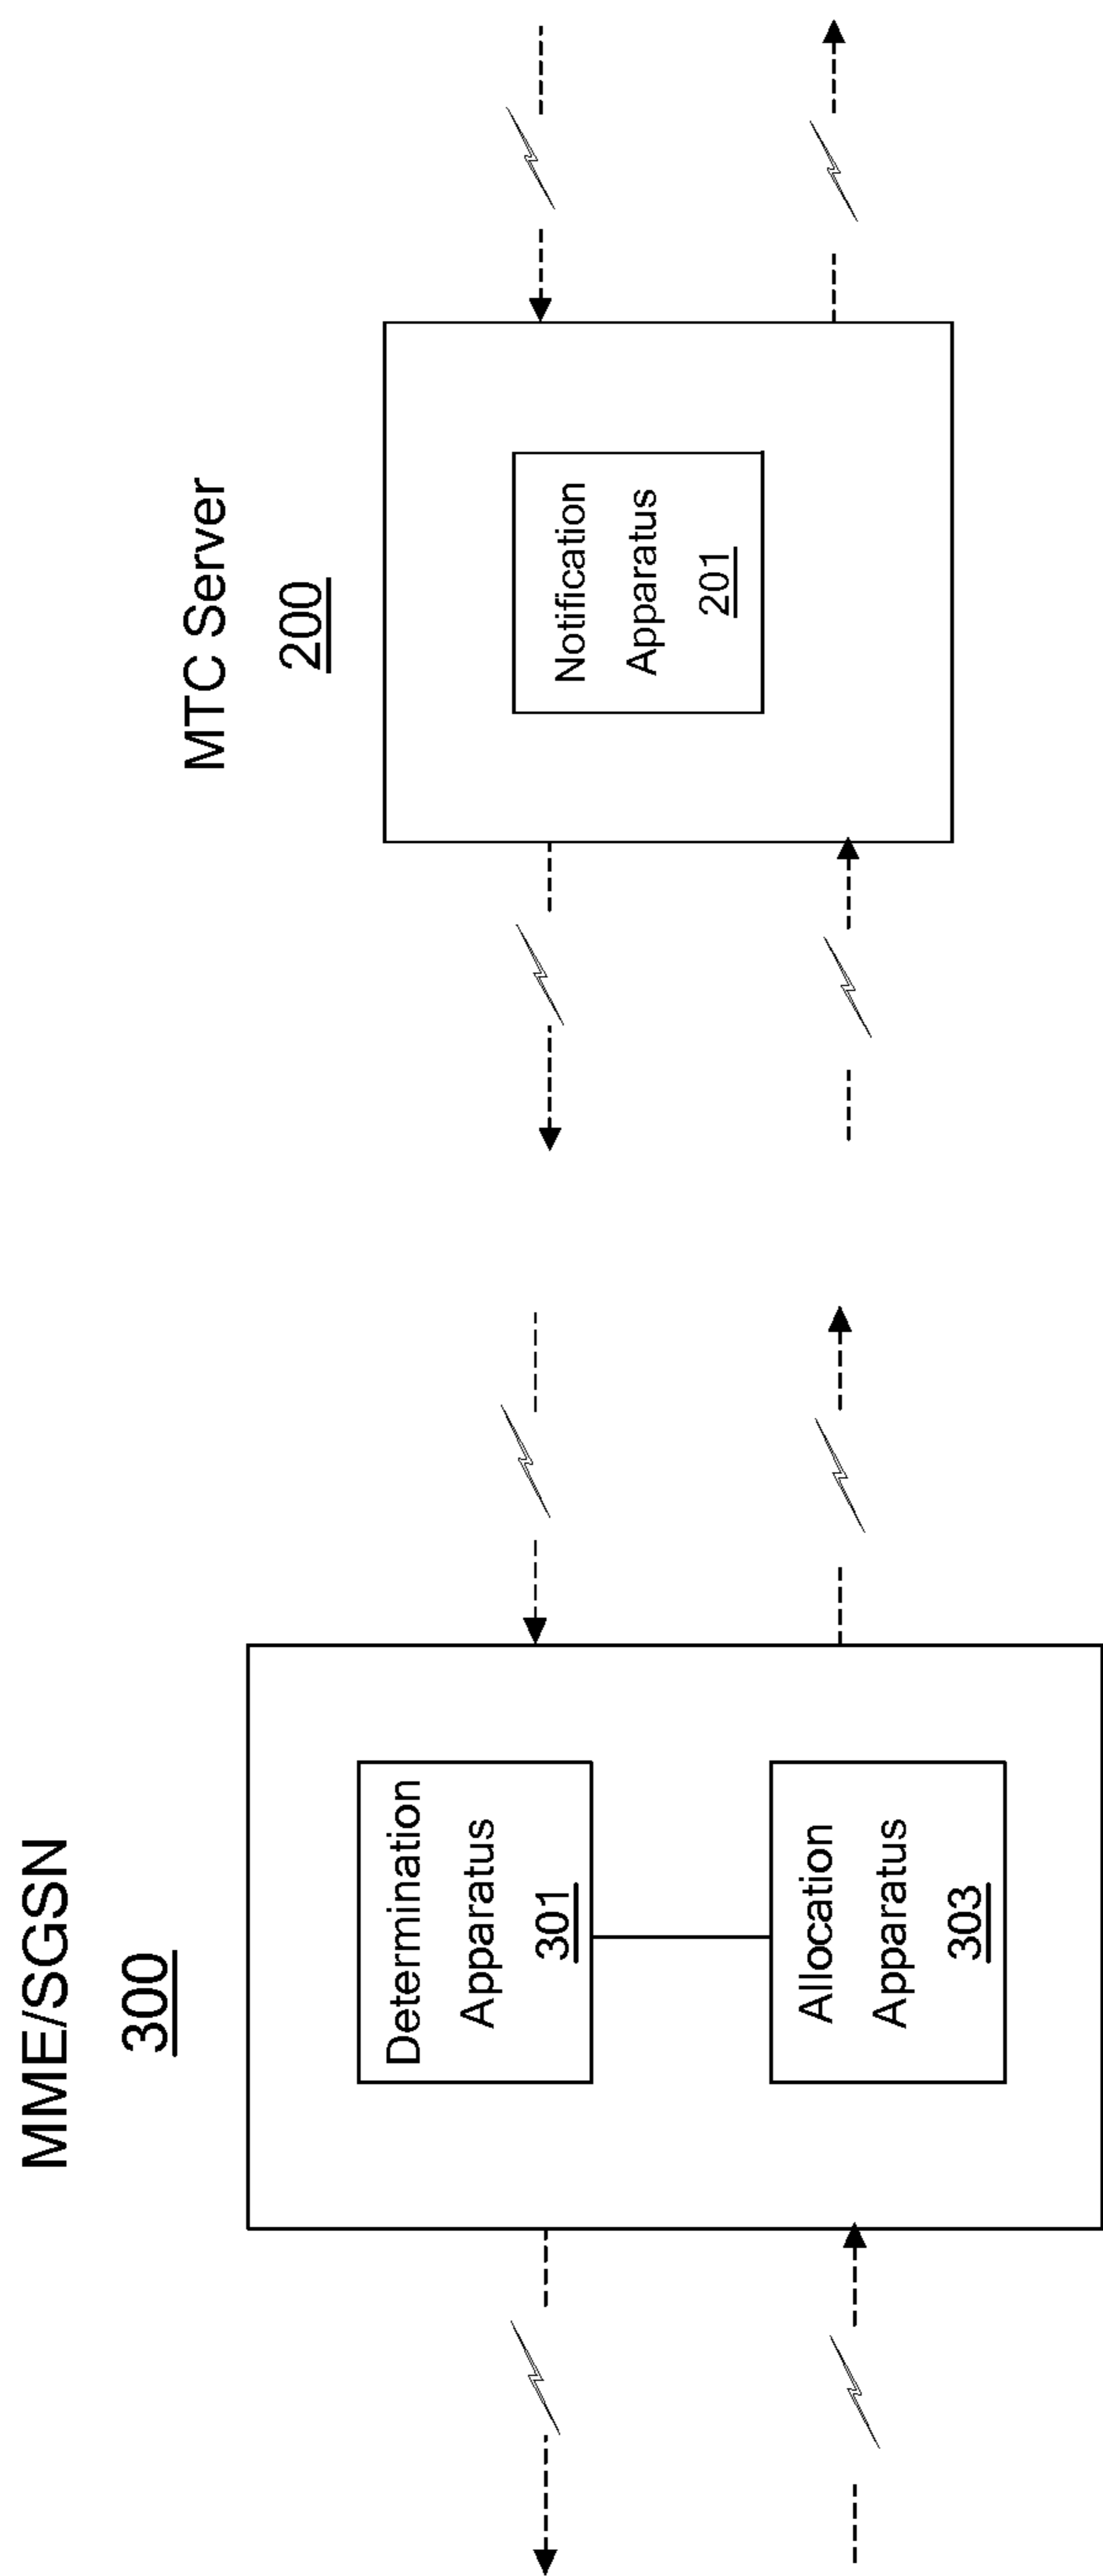 MME/SGSN
300
Determination
Apparatus
301
Allocation
Apparatus
303
MTC Server
200
Notification
Apparatus
201